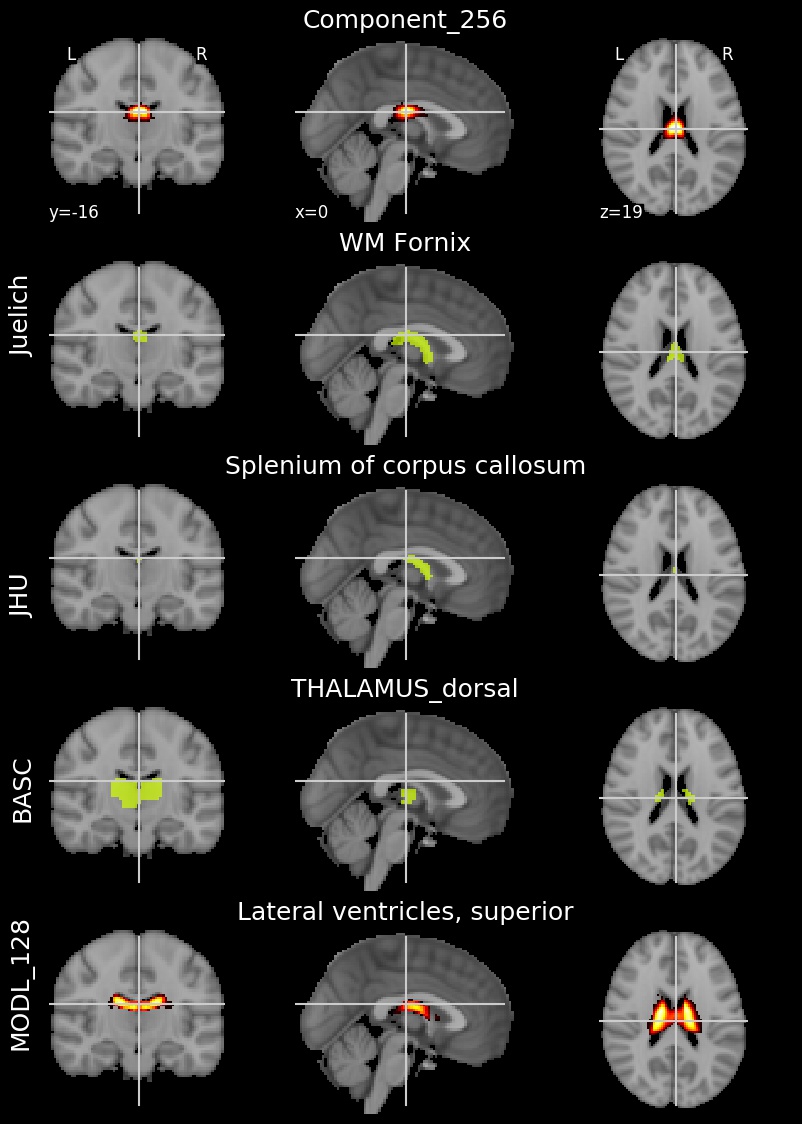 Component_256
L
R
L
R
y=-16
x=0
z=19
WM Fornix
Juelich
Splenium of corpus callosum
JHU
THALAMUS_dorsal
BASC
Lateral ventricles, superior
MODL_128